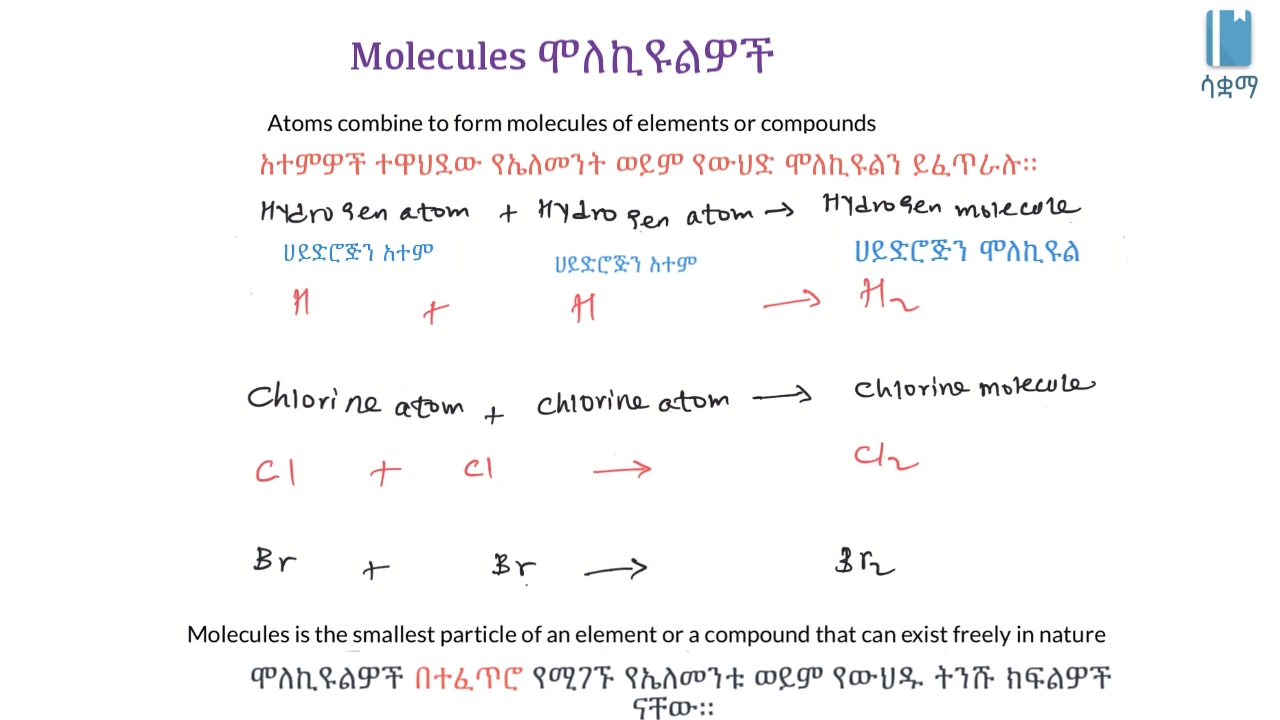 Molecules ሞለኪዩልዎች
ሳቋማ
Atoms combine to form molecules of elements or compounds
አተምዎች ተዋህደው የኤለመንት ወይም የውህድ ሞለኪዩልን ይፈጥራሉ።
Hydrogen atom + Hydrogen atom → Hydrogen molecule
ሀይድሮጅን አተም ሀይድሮጅን አተም ሀይድሮጅን ሞለኪዩል
H + H → H₂
Chlorine atom + chlorine atom → chlorine molecule
Cl + Cl → Cl₂
Br + Br → Br₂
Molecules is the smallest particle of an element or a compound that can exist freely in nature
ሞለኪዩልዎች በተፈጥሮ የሚገኙ የኤለመንቱ ወይም የውህዱ ትንሹ ክፍልዎች
ናቸው።